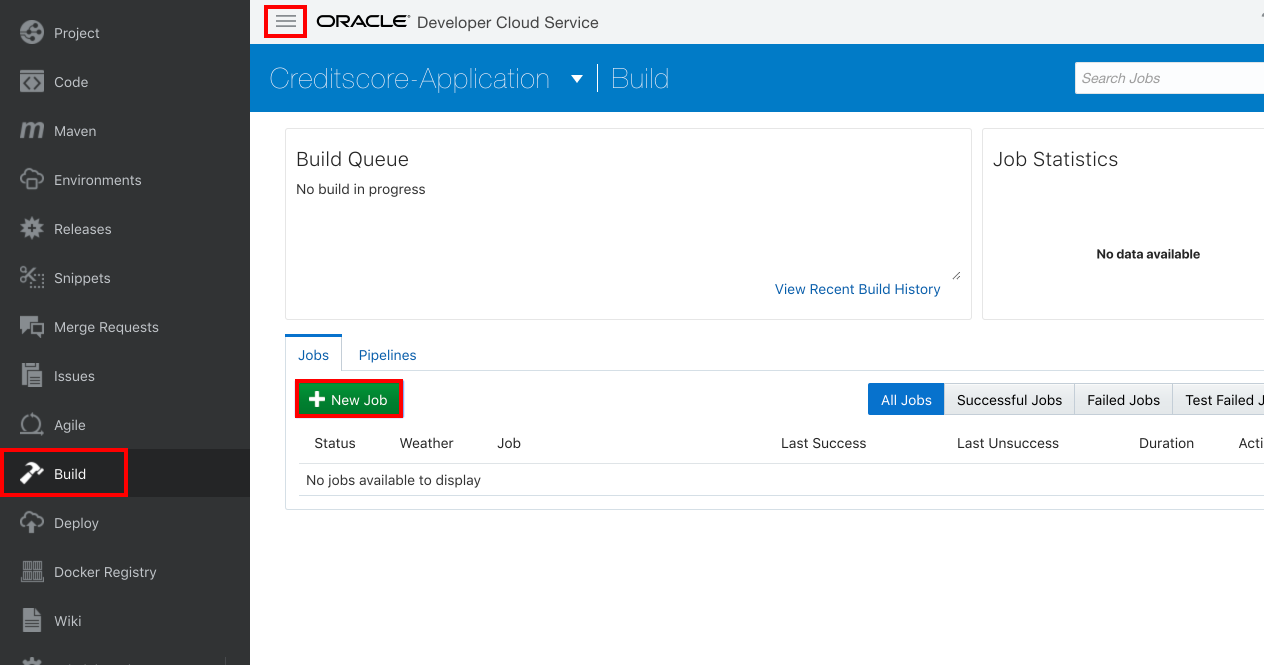 Project
Code
Maven
Environments
Releases
Snippets
Merge Requests
Issues
Agile
Build
Deploy
Docker Registry
Wiki
ORACLE® Developer Cloud Service
Creditscore-Application Build
Search Jobs
Build Queue
No build in progress
View Recent Build History
Job Statistics
No data available
Jobs Pipelines
New Job
All Jobs Successful Jobs Failed Jobs Test Failed J
Status Weather Job Last Success Last Unsuccess Duration Acti
No jobs available to display